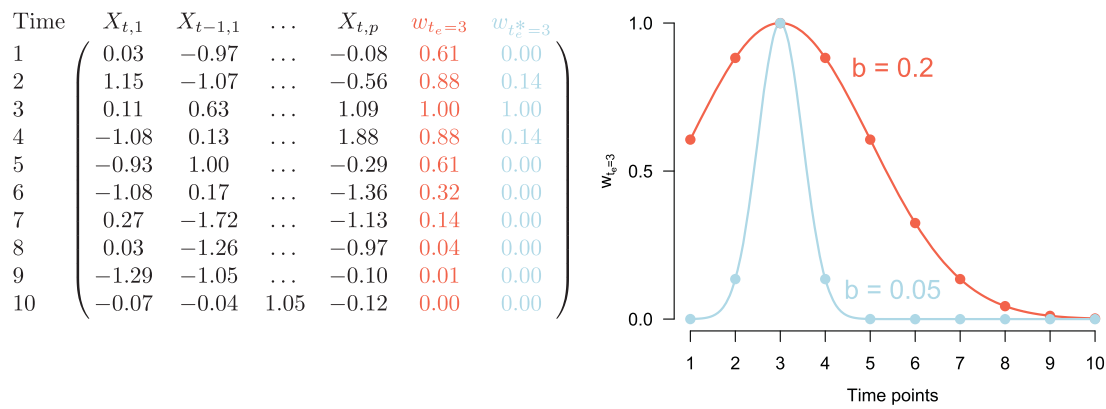 Time X_{t,1} X_{t−1,1} … X_{t,p} w_{t_e=3} w_{t_e^*=3}
1 0.03 −0.97 … −0.08 0.61 0.00
2 1.15 −1.07 … −0.56 0.88 0.14
3 0.11 0.63 … 1.09 1.00 1.00
4 −1.08 0.13 … 1.88 0.88 0.14
5 −0.93 1.00 … −0.29 0.61 0.00
6 −1.08 0.17 … −1.36 0.32 0.00
7 0.27 −1.72 … −1.13 0.14 0.00
8 0.03 −1.26 … −0.97 0.04 0.00
9 −1.29 −1.05 … −0.10 0.01 0.00
10 −0.07 −0.04 1.05 −0.12 0.00 0.00
1.0
b = 0.2
0.5
w_{t_e=3}
b = 0.05
0.0
1 2 3 4 5 6 7 8 9 10
Time points